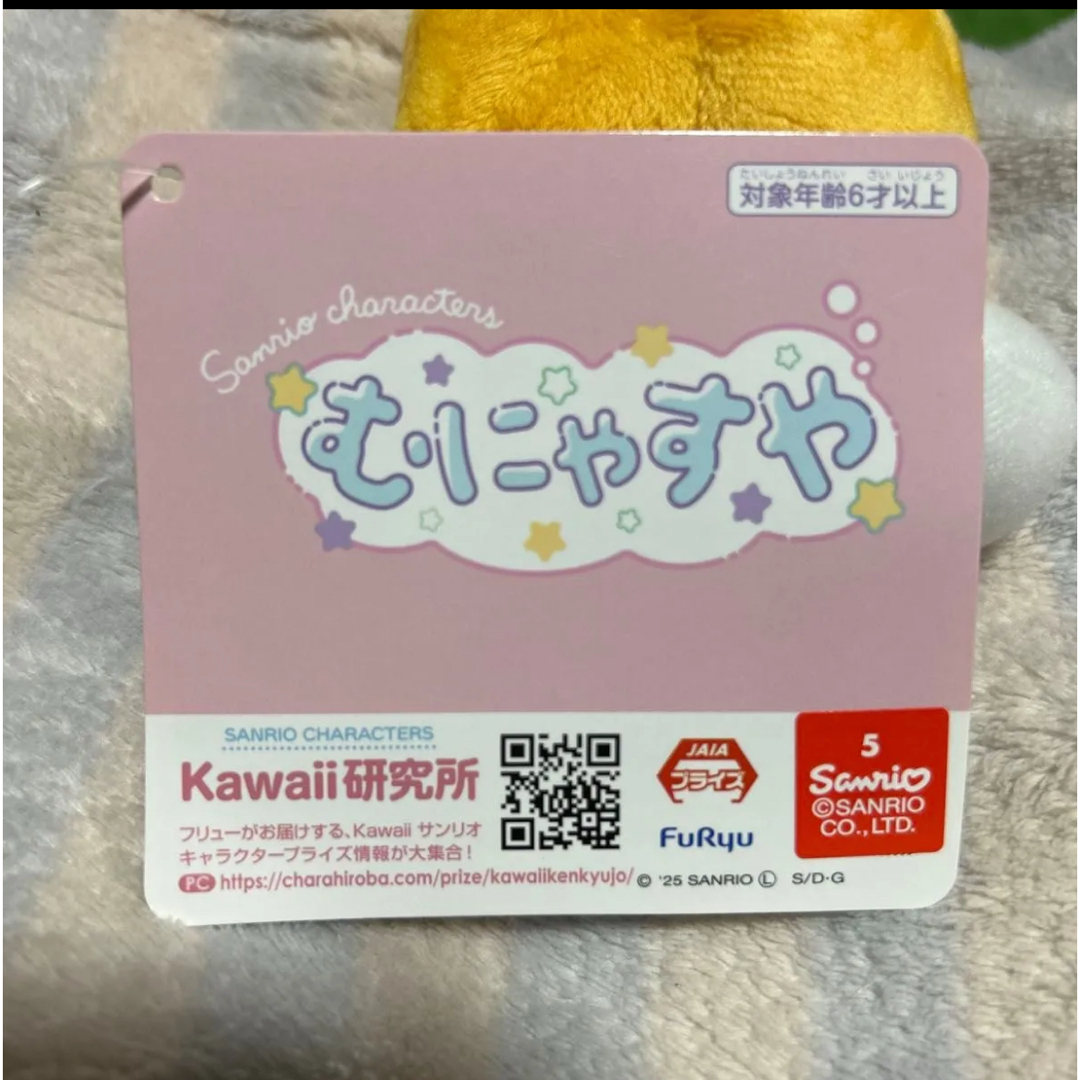 たいしょうねんれい さい いじょう
対象年齢6才以上
Sanrio characters
むにゃすや
SANRIO CHARACTERS
Kawaii研究所
フリューがお届けする、Kawaii サンリオ
キャラクタープライズ情報が大集合!
PC https://charahiroba.com/prize/kawaiikenkyujo/
JAIA
プライズ
FuRyu
5
Sanrio
©SANRIO
CO.,LTD.
© '25 SANRIO Ⓛ S/D·G